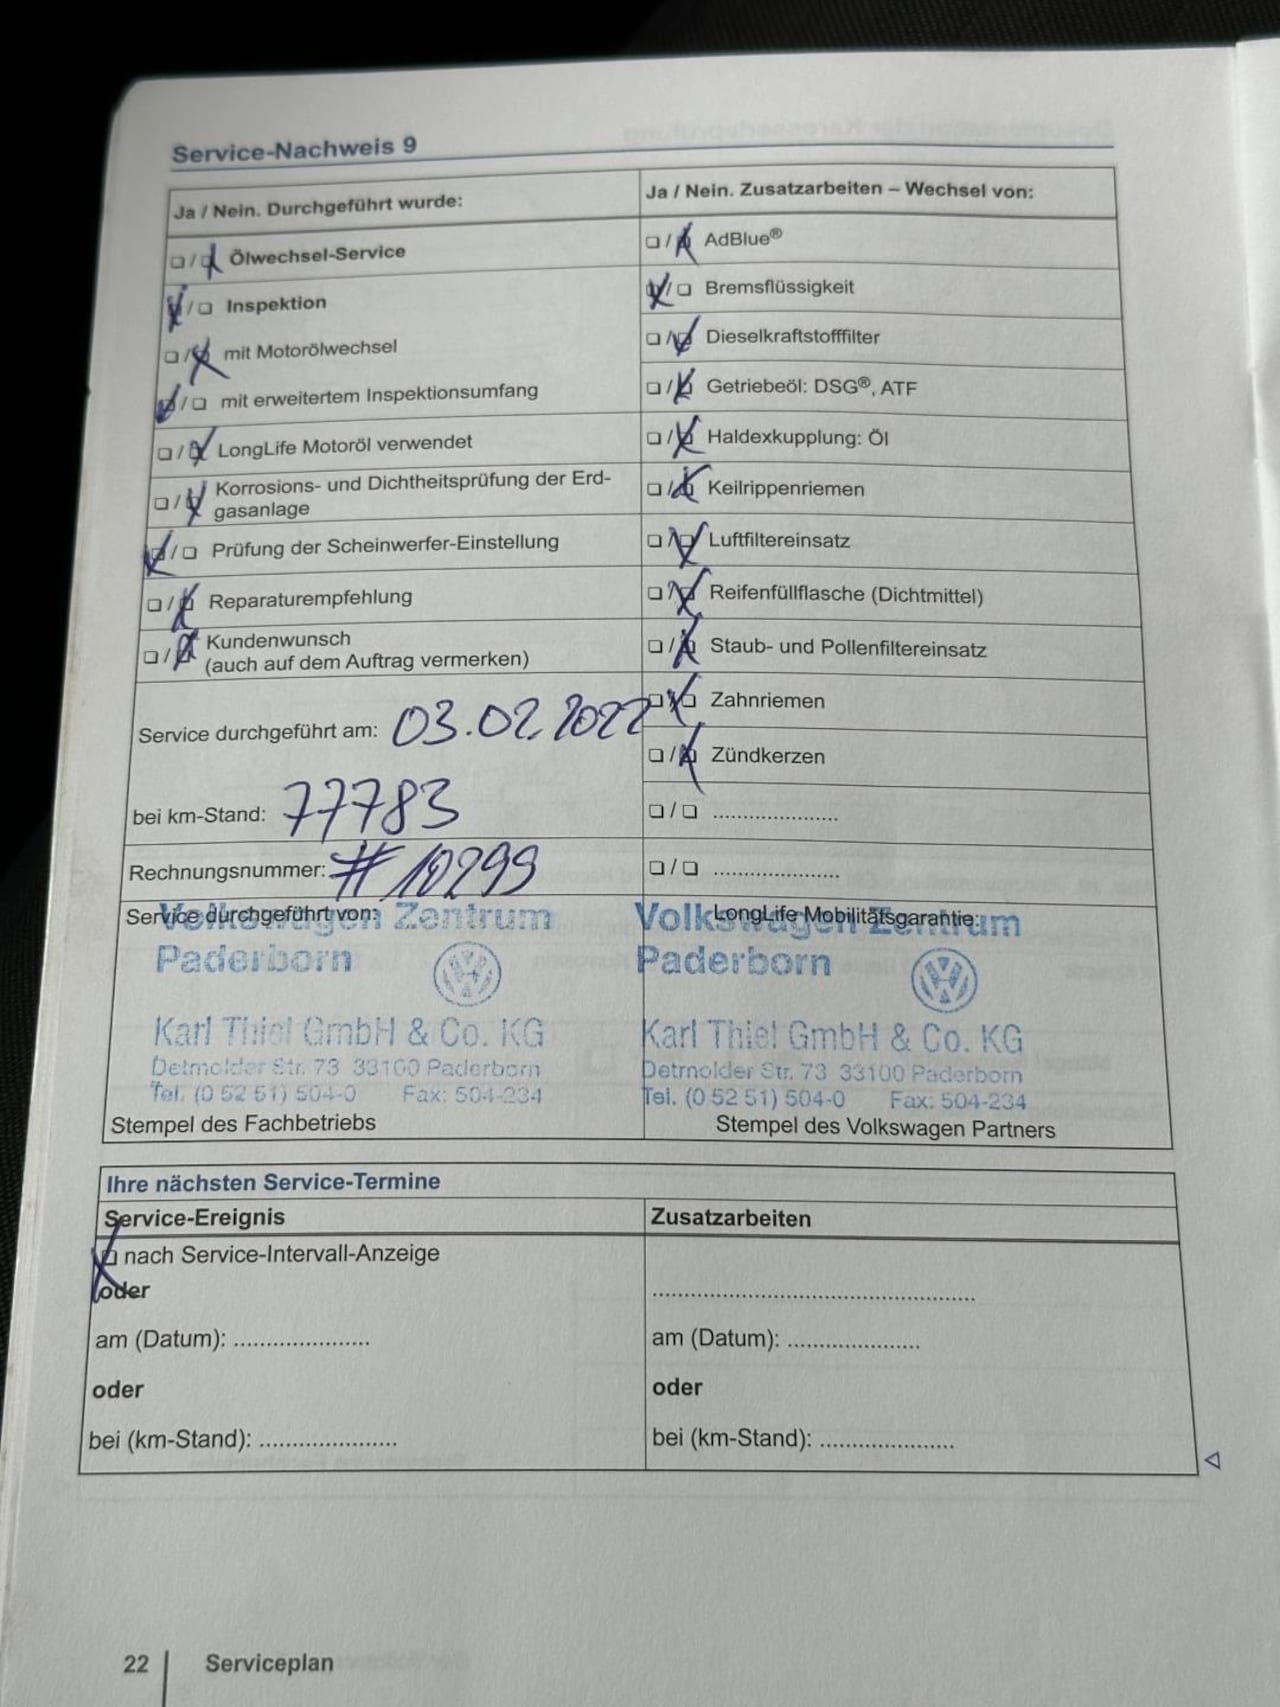 Service-Nachweis 9
Ja / Nein. Durchgeführt wurde:
❏ / ❏ Ölwechsel-Service
❏ / ❏ Inspektion
❏ / ❏ mit Motorölwechsel
❏ / ❏ mit erweitertem Inspektionsumfang
❏ / ❏ LongLife Motoröl verwendet
❏ / ❏ Korrosions- und Dichtheitsprüfung der Erd-
gasanlage
❏ / ❏ Prüfung der Scheinwerfer-Einstellung
❏ / ❏ Reparaturempfehlung
❏ / ❏ Kundenwunsch
(auch auf dem Auftrag vermerken)
Service durchgeführt am: 03.02.2022
bei km-Stand: 77783
Rechnungsnummer: #10299
Ja / Nein. Zusatzarbeiten – Wechsel von:
❏ / ❏ AdBlue®
❏ / ❏ Bremsflüssigkeit
❏ / ❏ Dieselkraftstofffilter
❏ / ❏ Getriebeöl: DSG®, ATF
❏ / ❏ Haldexkupplung: Öl
❏ / ❏ Keilrippenriemen
❏ / ❏ Luftfiltereinsatz
❏ / ❏ Reifenfüllflasche (Dichtmittel)
❏ / ❏ Staub- und Pollenfiltereinsatz
❏ / ❏ Zahnriemen
❏ / ❏ Zündkerzen
❏ / ❏ .....................
❏ / ❏ .....................
Service durchgeführt von:
Volkswagen Zentrum
Paderborn
Karl Thiel GmbH & Co. KG
Detmolder Str. 73 33100 Paderborn
Tel. (0 52 51) 504-0 Fax: 504-234
Stempel des Fachbetriebs
LongLife Mobilitätsgarantie:
Volkswagen Zentrum
Paderborn
Karl Thiel GmbH & Co. KG
Detmolder Str. 73 33100 Paderborn
Tel. (0 52 51) 504-0 Fax: 504-234
Stempel des Volkswagen Partners
Ihre nächsten Service-Termine
Service-Ereignis
❏ nach Service-Intervall-Anzeige
oder
am (Datum): .....................
oder
bei (km-Stand): .....................
Zusatzarbeiten
..................................................
am (Datum): .....................
oder
bei (km-Stand): .....................
22 Serviceplan